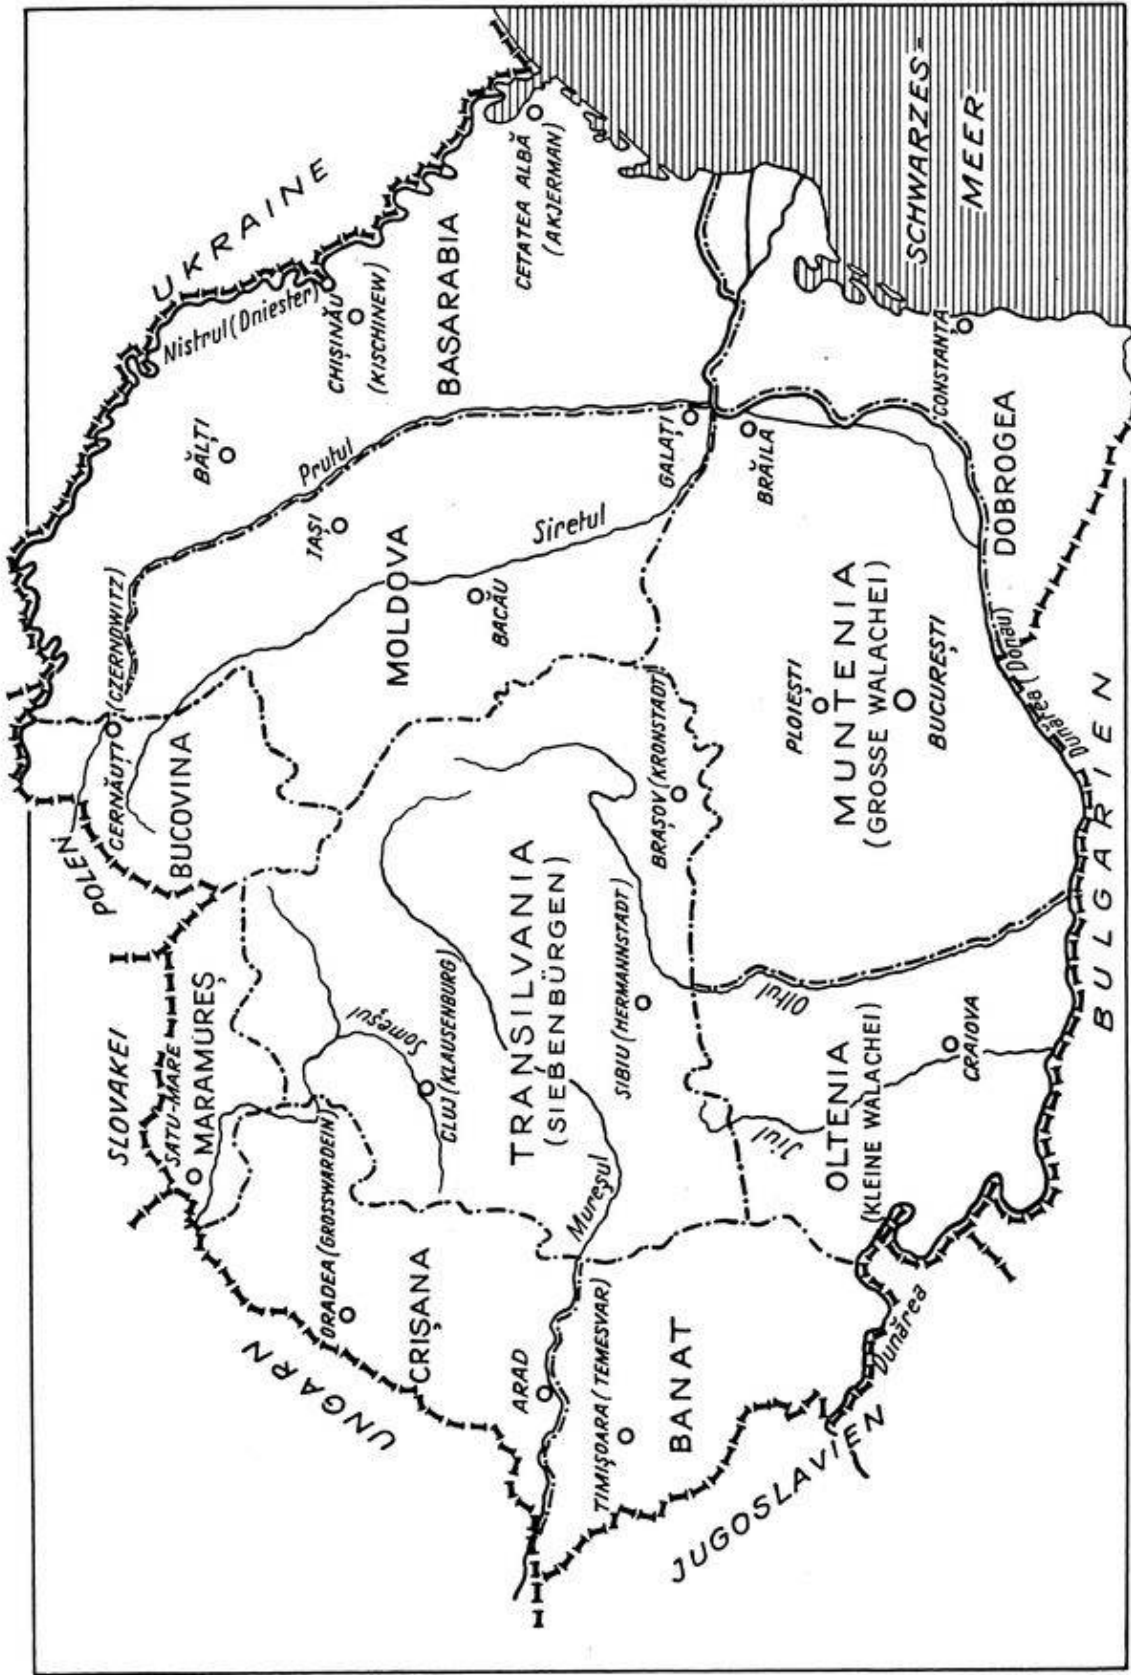 UKRAINE
POLEN
SLOVAKEI
UNGARN
JUGOSLAVIEN
BULGARIEN
SCHWARZES-
MEER
CERNĂUȚI (CZERNOWITZ)
BUCOVINA
SATU-MARE
MARAMUREȘ
BĂLȚI
Nistrul (Dniester)
CHIȘINĂU
(KISCHINEW)
BASARABIA
CETATEA ALBĂ
(AKJERMAN)
Prutul
IAȘI
MOLDOVA
Siretul
BACĂU
GALAȚI
BRĂILA
Someșul
CLUJ (KLAUSENBURG)
ORADEA (GROSSWARDEIN)
CRIȘANA
ARAD
TRANSILVANIA
(SIEBENBÜRGEN)
Mureșul
TIMIȘOARA (TEMESVAR)
BANAT
SIBIU (HERMANNSTADT)
BRAȘOV (KRONSTADT)
PLOIEȘTI
MUNTENIA
(GROSSE WALACHEI)
BUCUREȘTI
Oltul
Jiul
OLTENIA
(KLEINE WALACHEI)
CRAIOVA
Dunărea
Dunărea (Donau)
DOBROGEA
CONSTANȚA